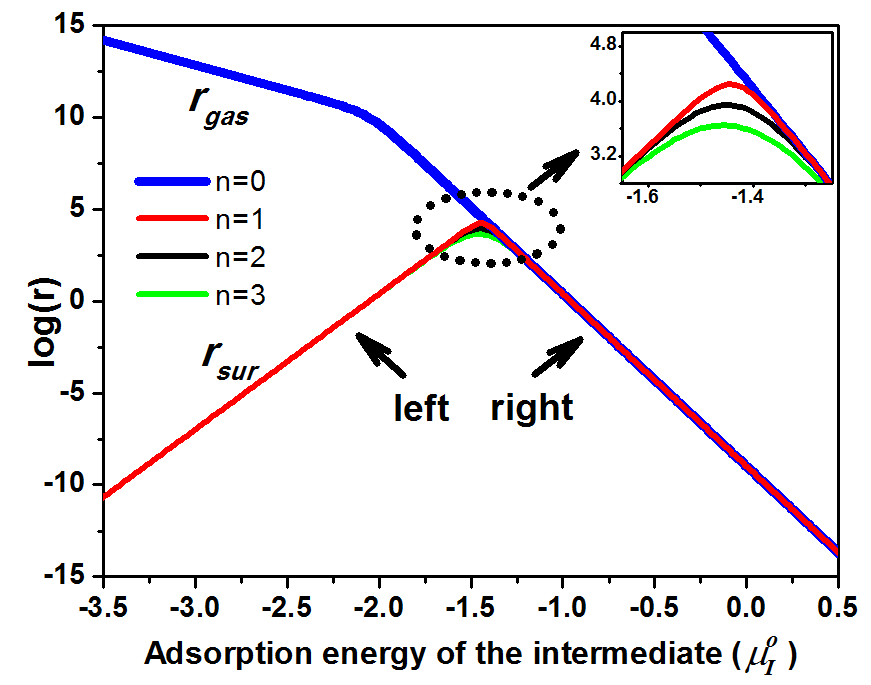 15
10
5
0
-5
-10
-15
log(r)
r_gas
n=0
n=1
n=2
n=3
r_sur
left
right
4.8
4.0
3.2
-1.6
-1.4
-3.5 -3.0 -2.5 -2.0 -1.5 -1.0 -0.5 0.0 0.5
Adsorption energy of the intermediate (μ_I^o)